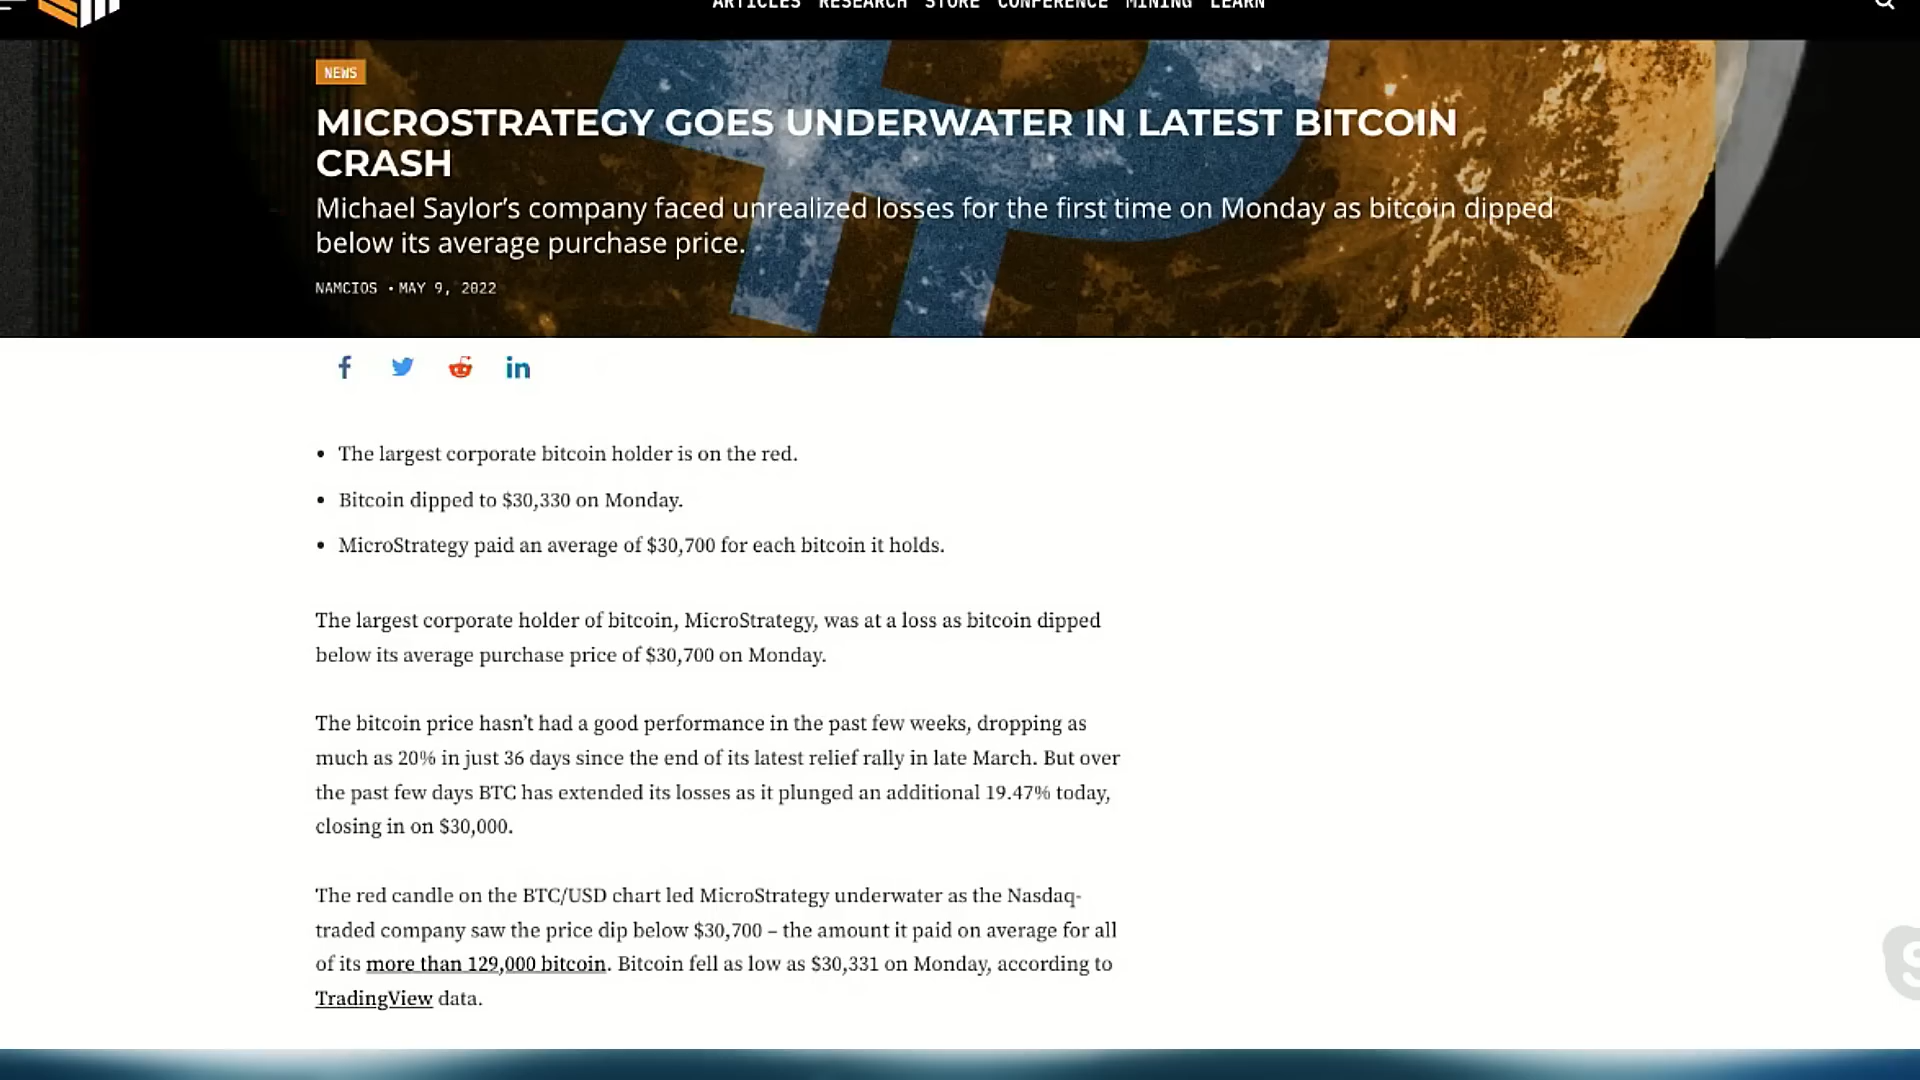 ARTICLES RESEARCH STORE CONFERENCE MINING LEARN
NEWS
MICROSTRATEGY GOES UNDERWATER IN LATEST BITCOIN
CRASH
Michael Saylor’s company faced unrealized losses for the first time on Monday as bitcoin dipped
below its average purchase price.
NAMCIOS • MAY 9, 2022
• The largest corporate bitcoin holder is on the red.
• Bitcoin dipped to $30,330 on Monday.
• MicroStrategy paid an average of $30,700 for each bitcoin it holds.
The largest corporate holder of bitcoin, MicroStrategy, was at a loss as bitcoin dipped
below its average purchase price of $30,700 on Monday.
The bitcoin price hasn’t had a good performance in the past few weeks, dropping as
much as 20% in just 36 days since the end of its latest relief rally in late March. But over
the past few days BTC has extended its losses as it plunged an additional 19.47% today,
closing in on $30,000.
The red candle on the BTC/USD chart led MicroStrategy underwater as the Nasdaq-
traded company saw the price dip below $30,700 – the amount it paid on average for all
of its more than 129,000 bitcoin. Bitcoin fell as low as $30,331 on Monday, according to
TradingView data.